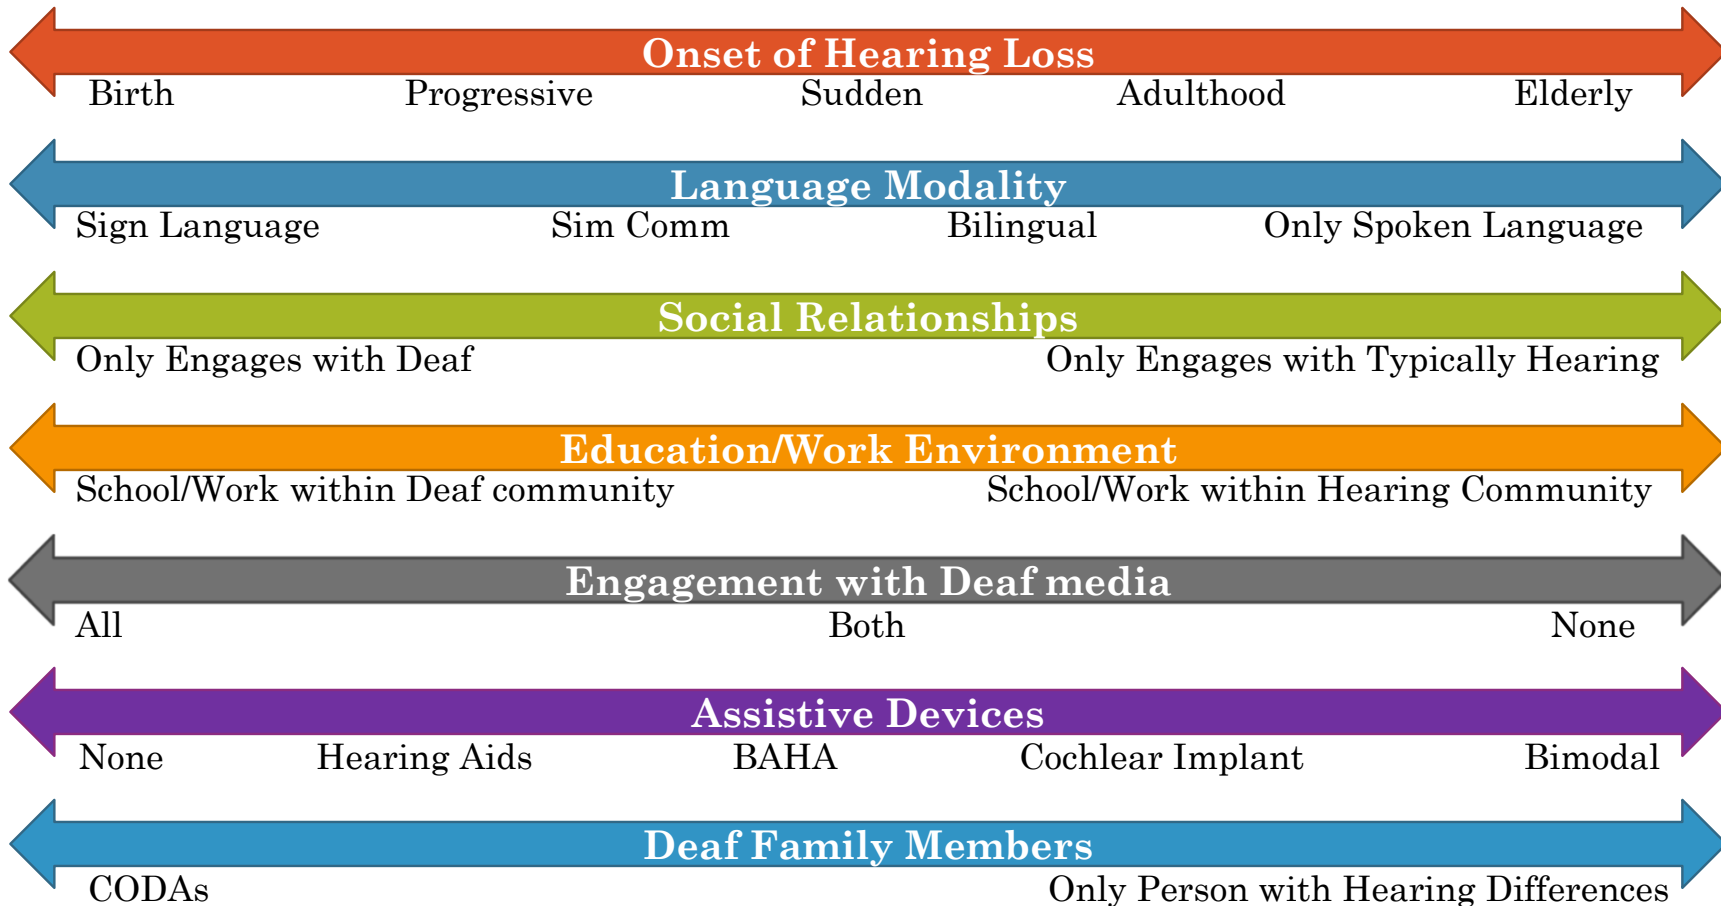 Onset of Hearing Loss
Birth Progressive Sudden Adulthood Elderly
Language Modality
Sign Language Sim Comm Bilingual Only Spoken Language
Social Relationships
Only Engages with Deaf Only Engages with Typically Hearing
Education/Work Environment
School/Work within Deaf community School/Work within Hearing Community
Engagement with Deaf media
All Both None
Assistive Devices
None Hearing Aids BAHA Cochlear Implant Bimodal
Deaf Family Members
CODAs Only Person with Hearing Differences